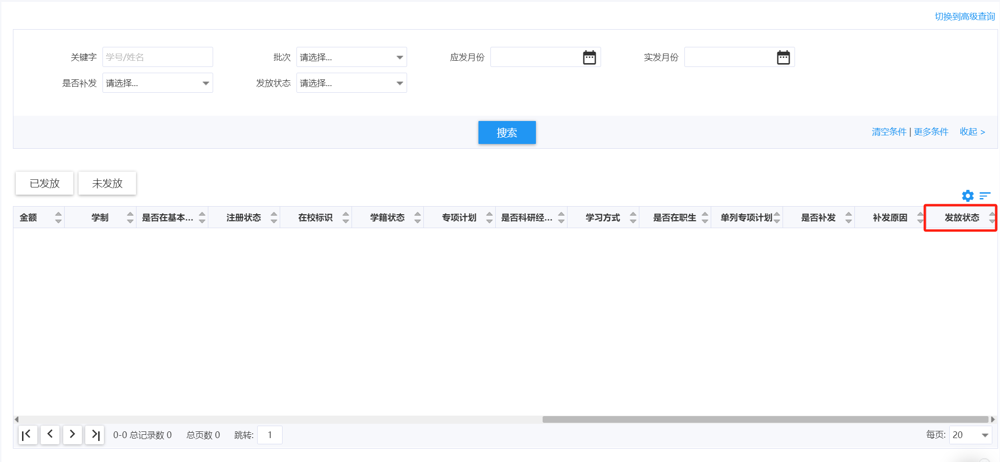 切换到高级查询
关键字 学号/姓名 批次 请选择... 应发月份 实发月份
是否补发 请选择... 发放状态 请选择...
搜索 清空条件 | 更多条件 收起 >
已发放 未发放
金额 学制 是否在基本... 注册状态 在校标识 学籍状态 专项计划 是否科研经... 学习方式 是否在职生 单列专项计划 是否补发 补发原因 发放状态
0-0 总记录数 0 总页数 0 跳转: 1 每页: 20